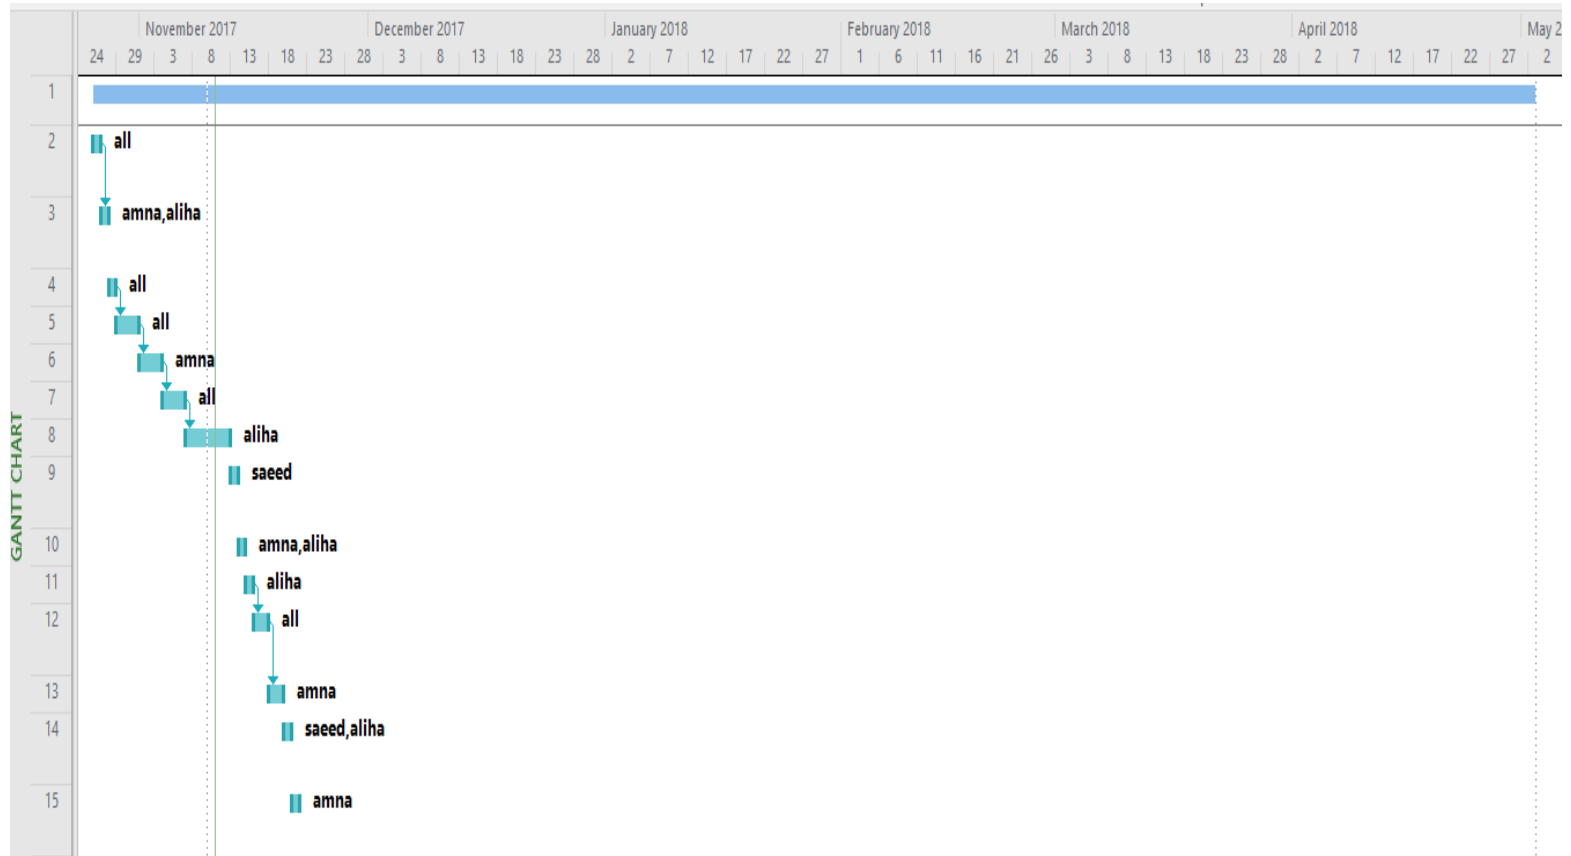 November 2017 December 2017 January 2018 February 2018 March 2018 April 2018 May 2
24 29 3 8 13 18 23 28 3 8 13 18 23 28 2 7 12 17 22 27 1 6 11 16 21 26 3 8 13 18 23 28 2 7 12 17 22 27 2
GANTT CHART
1
2 all
3 amna,aliha
4 all
5 all
6 amna
7 all
8 aliha
9 saeed
10 amna,aliha
11 aliha
12 all
13 amna
14 saeed,aliha
15 amna